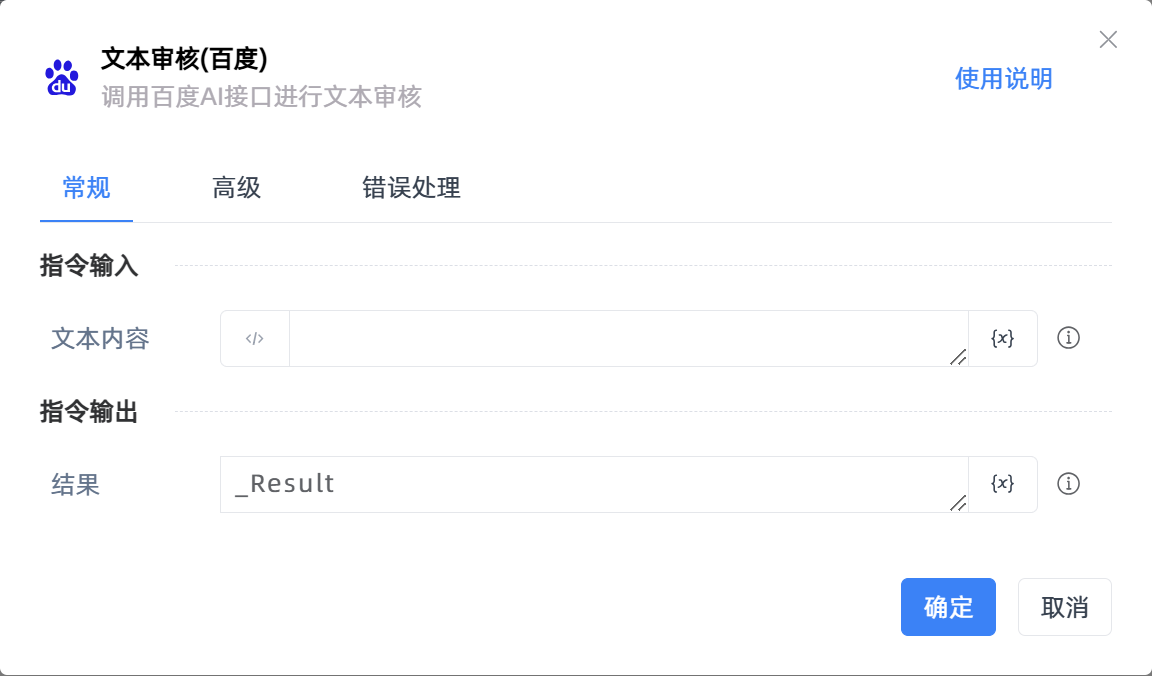 文本审核(百度)
调用百度AI接口进行文本审核
使用说明
常规 高级 错误处理
指令输入
文本内容 </> {x}
指令输出
结果 _Result {x}
确定 取消
du